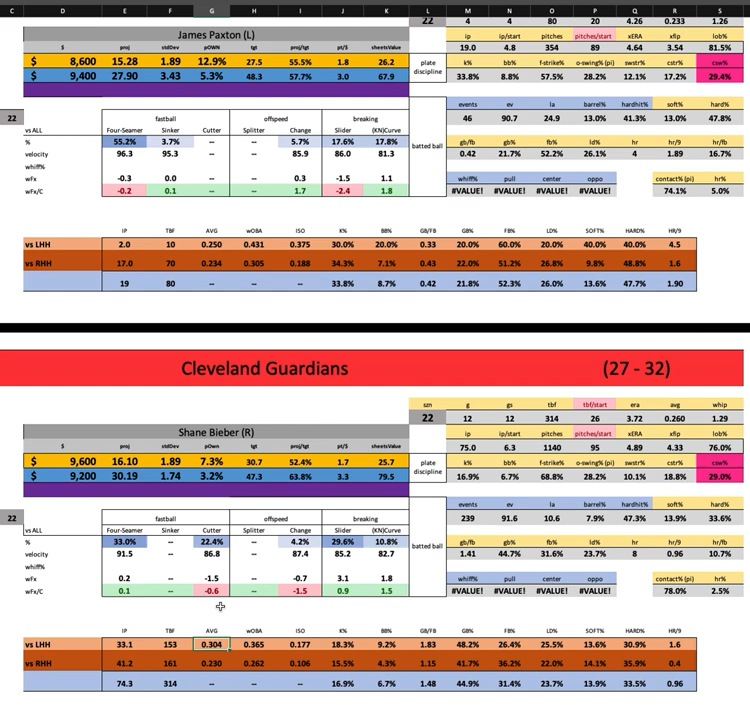 C D E F G H I J K L M N O P Q R S
22 4 4 80 20 4.26 0.233 1.26
James Paxton (L) ip ip/start pitches pitches/start xERA xfip lob%
19.0 4.8 354 89 4.64 3.54 81.5%
$ proj stdDev pOWN tgt proj/tgt pt/$ sheetsValue
$ 8,600 15.28 1.89 12.9% 27.5 55.5% 1.8 26.2 plate discipline k% bb% f-strike% o-swing% (pi) swstr% cstr% csw%
$ 9,400 27.90 3.43 5.3% 48.3 57.7% 3.0 67.9 33.8% 8.8% 57.5% 28.2% 12.1% 17.2% 29.4%
events ev la barrel% hardhit% soft% hard%
22 fastball offspeed breaking 46 90.7 24.9 13.0% 41.3% 13.0% 47.8%
vs ALL Four-Seamer Sinker Cutter Splitter Change Slider (KN)Curve
% 55.2% 3.7% -- -- 5.7% 17.6% 17.8% batted ball gb/fb gb% fb% ld% hr hr/9 hr/fb
velocity 96.3 95.3 -- -- 85.9 86.0 81.3 0.42 21.7% 52.2% 26.1% 4 1.89 16.7%
whiff%
wFx -0.3 0.0 0.3 -1.5 1.1 whiff% pull center oppo contact% (pi) hr%
wFx/C -0.2 0.1 -- -- 1.7 -2.4 1.8 #VALUE! #VALUE! #VALUE! #VALUE! 74.1% 5.0%
IP TBF AVG wOBA ISO K% BB% GB/FB GB% FB% LD% SOFT% HARD% HR/9
vs LHH 2.0 10 0.250 0.431 0.375 30.0% 20.0% 0.33 20.0% 60.0% 20.0% 40.0% 40.0% 4.5
vs RHH 17.0 70 0.234 0.305 0.188 34.3% 7.1% 0.43 22.0% 51.2% 26.8% 9.8% 48.8% 1.6
19 80 -- -- -- 33.8% 8.7% 0.42 21.8% 52.3% 26.0% 13.6% 47.7% 1.90
Cleveland Guardians (27 - 32)
szn g gs tbf tbf/start era avg whip
22 12 12 314 26 3.72 0.260 1.29
Shane Bieber (R) ip ip/start pitches pitches/start xERA xfip lob%
$ proj stdDev pOwn tgt proj/tgt pt/$ sheetsValue 75.0 6.3 1140 95 4.89 4.33 76.0%
$ 9,600 16.10 1.89 7.3% 30.7 52.4% 1.7 25.7 plate discipline k% bb% f-strike% o-swing% (pi) swstr% cstr% csw%
$ 9,200 30.19 1.74 3.2% 47.3 63.8% 3.3 79.5 16.9% 6.7% 68.8% 28.2% 10.1% 18.8% 29.0%
events ev la barrel% hardhit% soft% hard%
22 fastball offspeed breaking 239 91.6 10.6 7.9% 47.3% 13.9% 33.6%
vs ALL Four-Seamer Sinker Cutter Splitter Change Slider (KN)Curve
% 33.0% -- 22.4% -- 4.2% 29.6% 10.8% batted ball gb/fb gb% fb% ld% hr hr/9 hr/fb
velocity 91.5 -- 86.8 -- 87.4 85.2 82.7 1.41 44.7% 31.6% 23.7% 8 0.96 10.7%
whiff%
wFx 0.2 -1.5 -0.7 3.1 1.8 whiff% pull center oppo contact% (pi) hr%
wFx/C 0.1 -- -0.6 -- -1.5 0.9 1.5 #VALUE! #VALUE! #VALUE! #VALUE! 78.0% 2.5%
IP TBF AVG wOBA ISO K% BB% GB/FB GB% FB% LD% SOFT% HARD% HR/9
vs LHH 33.1 153 0.304 0.365 0.177 18.3% 9.2% 1.83 48.2% 26.4% 25.5% 13.6% 30.9% 1.6
vs RHH 41.2 161 0.230 0.262 0.106 15.5% 4.3% 1.15 41.7% 36.2% 22.0% 14.1% 35.9% 0.4
74.3 314 -- -- -- 16.9% 6.7% 1.48 44.9% 31.4% 23.7% 13.9% 33.5% 0.96